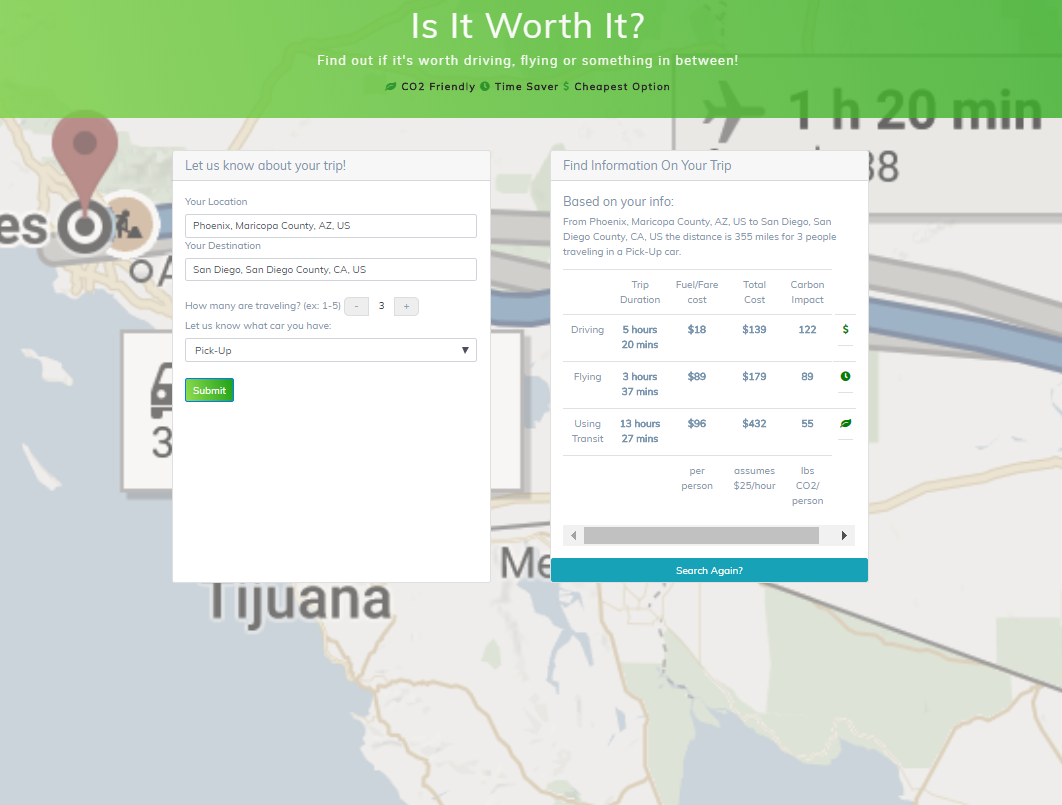 Is It Worth It?
Find out if it's worth driving, flying or something in between!
CO2 Friendly Time Saver $ Cheapest Option
1 h 20 min
38
es
Let us know about your trip!
Your Location
Phoenix, Maricopa County, AZ, US
Your Destination
San Diego, San Diego County, CA, US
How many are traveling? (ex: 1-5) - 3 +
Let us know what car you have:
Pick-Up
Submit
3
Find Information On Your Trip
Based on your info:
From Phoenix, Maricopa County, AZ, US to San Diego, San
Diego County, CA, US the distance is 355 miles for 3 people
traveling in a Pick-Up car.
Trip Duration Fuel/Fare cost Total Cost Carbon Impact
Driving 5 hours 20 mins $18 $139 122 $
Flying 3 hours 37 mins $89 $179 89
Using Transit 13 hours 27 mins $96 $432 55
per person assumes $25/hour lbs CO2/ person
Search Again?
Me
Tijuana